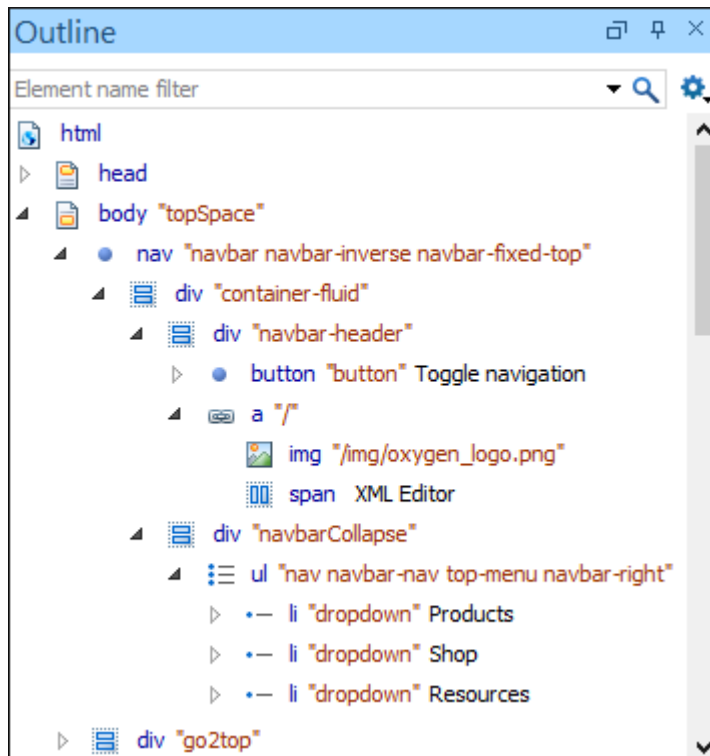 Outline
Element name filter
html
head
body "topSpace"
nav "navbar navbar-inverse navbar-fixed-top"
div "container-fluid"
div "navbar-header"
button "button" Toggle navigation
a "/"
img "/img/oxygen_logo.png"
span XML Editor
div "navbarCollapse"
ul "nav navbar-nav top-menu navbar-right"
li "dropdown" Products
li "dropdown" Shop
li "dropdown" Resources
div "go2top"